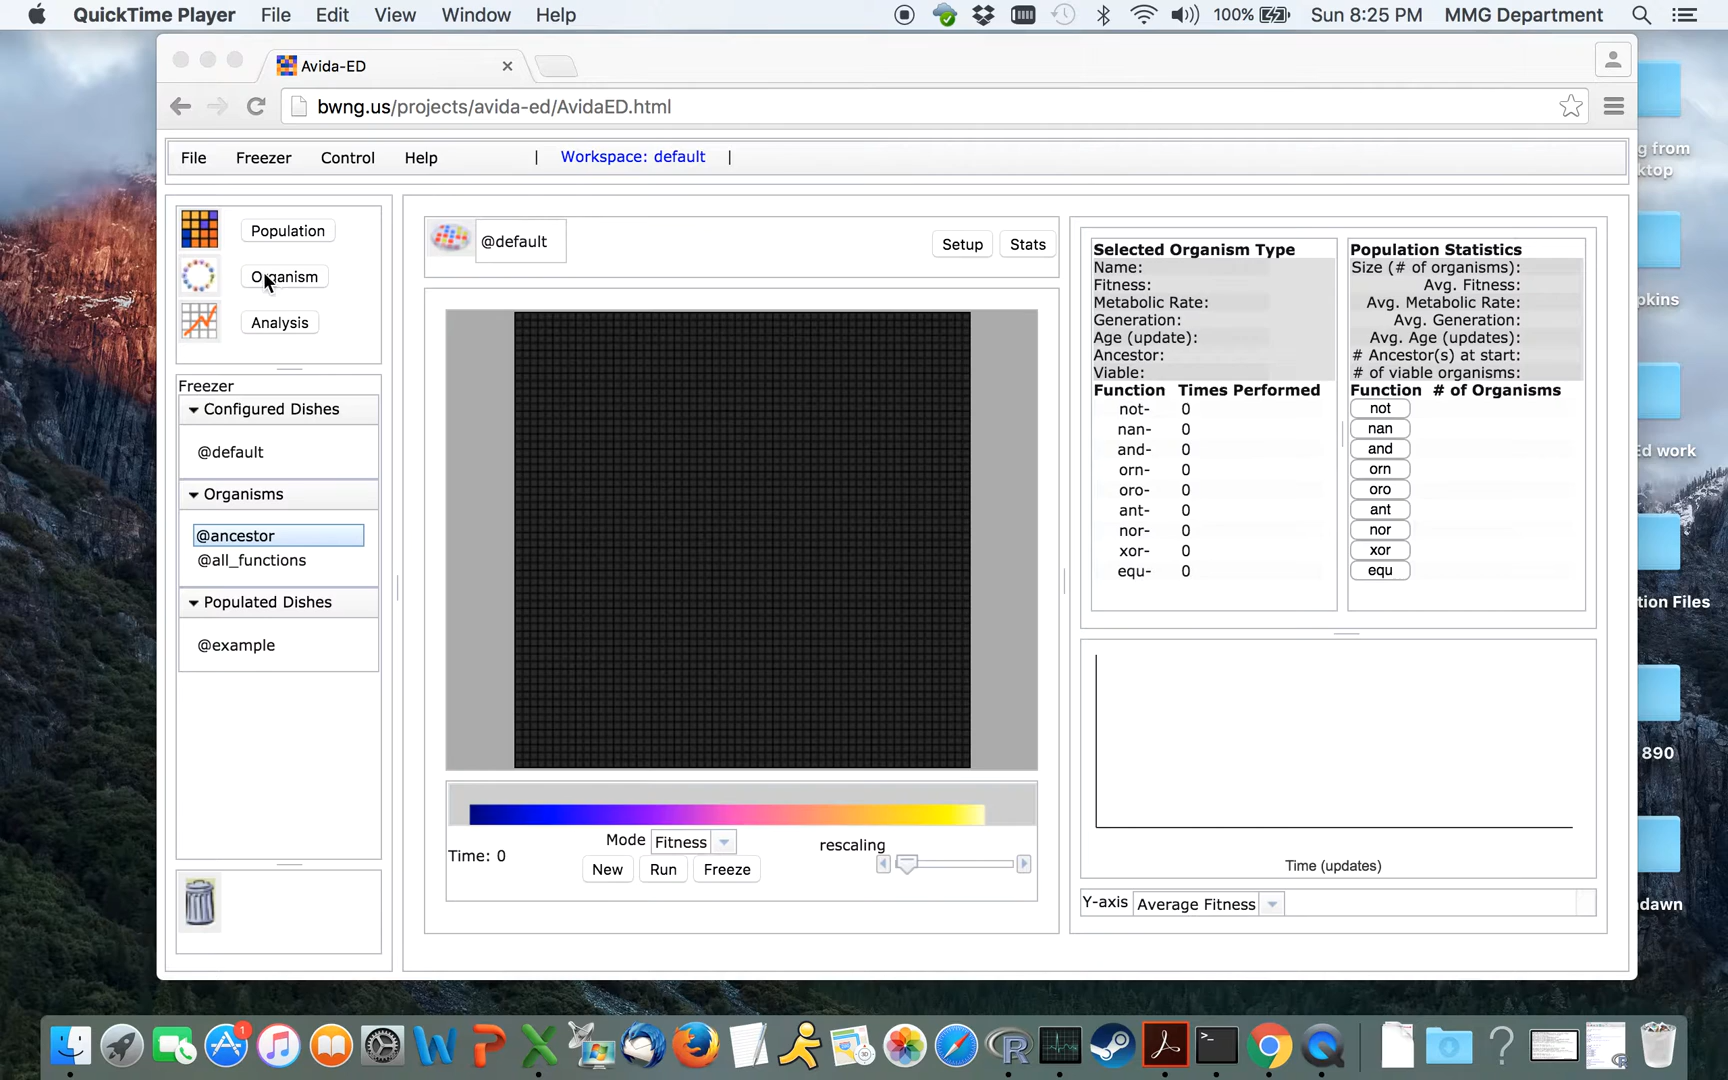 QuickTime Player File Edit View Window Help 100% Sun 8:25 PM MMG Department
Avida-ED
bwng.us/projects/avida-ed/AvidaED.html
File Freezer Control Help | Workspace: default |
Population
Organism
Analysis
Freezer
Configured Dishes
@default
Organisms
@ancestor
@all_functions
Populated Dishes
@example
@default Setup Stats
Time: 0
Mode Fitness
rescaling
New Run Freeze
Selected Organism Type
Name:
Fitness:
Metabolic Rate:
Generation:
Age (update):
Ancestor:
Viable:
Function Times Performed
not- 0
nan- 0
and- 0
orn- 0
oro- 0
ant- 0
nor- 0
xor- 0
equ- 0
Population Statistics
Size (# of organisms):
Avg. Fitness:
Avg. Metabolic Rate:
Avg. Generation:
Avg. Age (updates):
# Ancestor(s) at start:
# of viable organisms:
Function # of Organisms
not
nan
and
orn
oro
ant
nor
xor
equ
Time (updates)
Y-axis Average Fitness
g from
ktop
pkins
Ed work
tion Files
890
dawn
1